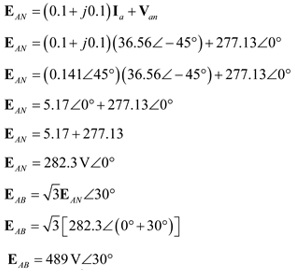 E_AN = (0.1 + j0.1)I_a + V_an
E_AN = (0.1 + j0.1)(36.56∠ − 45°) + 277.13∠0°
E_AN = (0.141∠45°)(36.56∠ − 45°) + 277.13∠0°
E_AN = 5.17∠0° + 277.13∠0°
E_AN = 5.17 + 277.13
E_AN = 282.3 V∠0°
E_AB = √3E_AN∠30°
E_AB = √3[282.3∠(0° + 30°)]
E_AB = 489 V∠30°